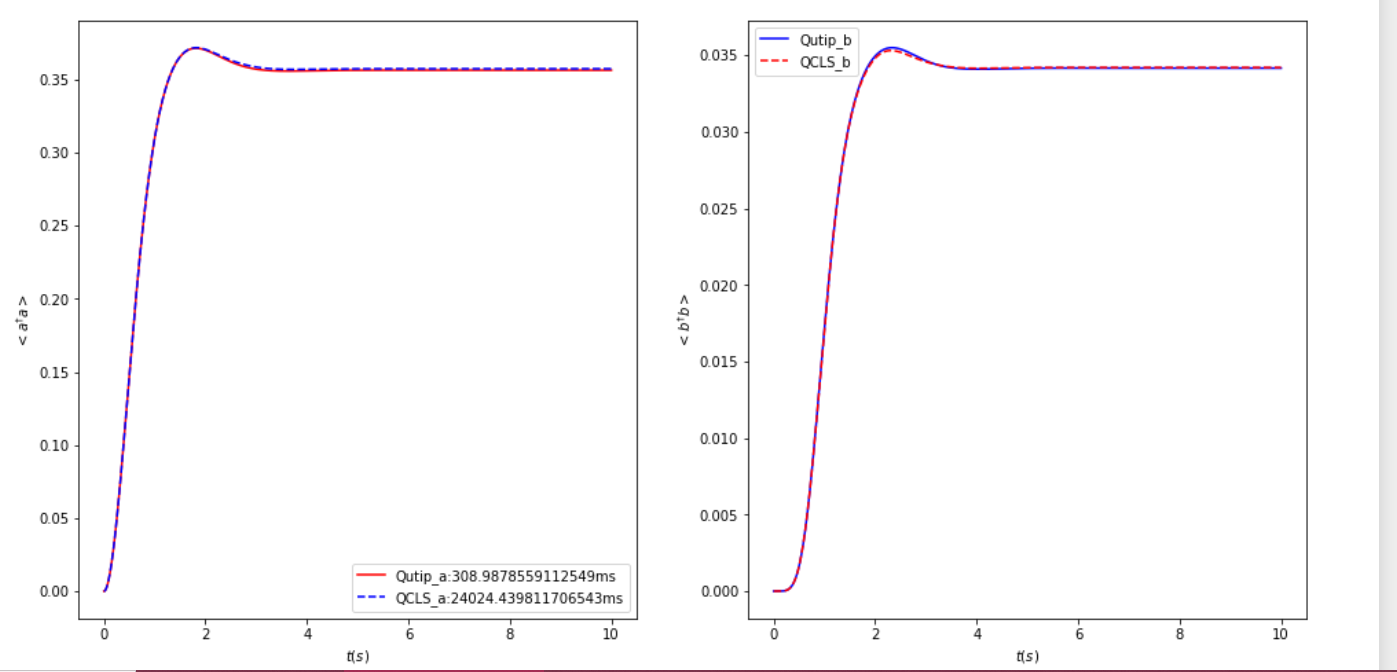 0.35
0.30
0.25
0.20
0.15
0.10
0.05
0.00
< a†a >
Qutip_a:308.9878559112549ms
QCLS_a:24024.439811706543ms
0 2 4 6 8 10
t(s)
Qutip_b
QCLS_b
0.035
0.030
0.025
0.020
0.015
0.010
0.005
0.000
< b†b >
0 2 4 6 8 10
t(s)